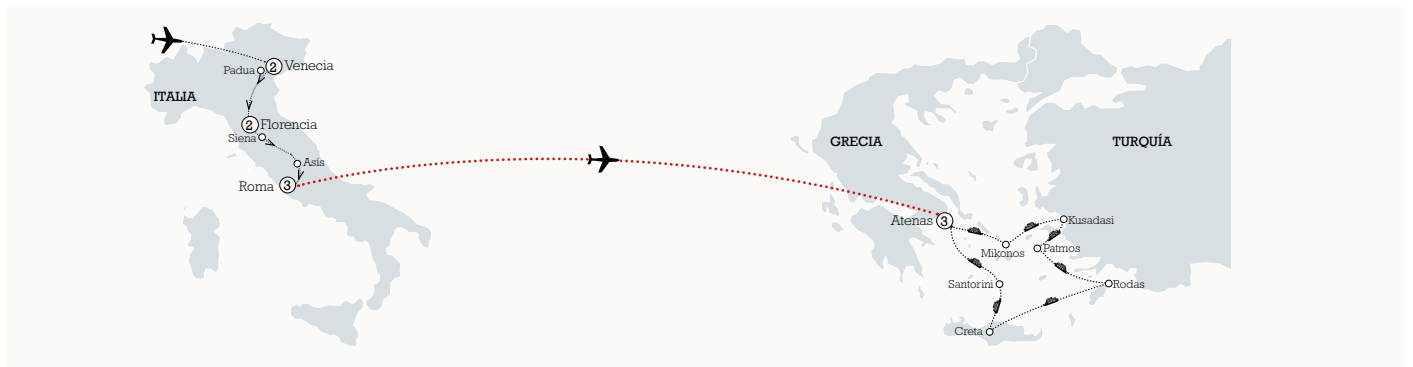 2 Venecia
Padua
ITALIA
2 Florencia
Siena
Asis
Roma 3
GRECIA
TURQUÍA
Atenas 3
Kusadasi
Mikonos
Patmos
Santorini
Rodas
Creta